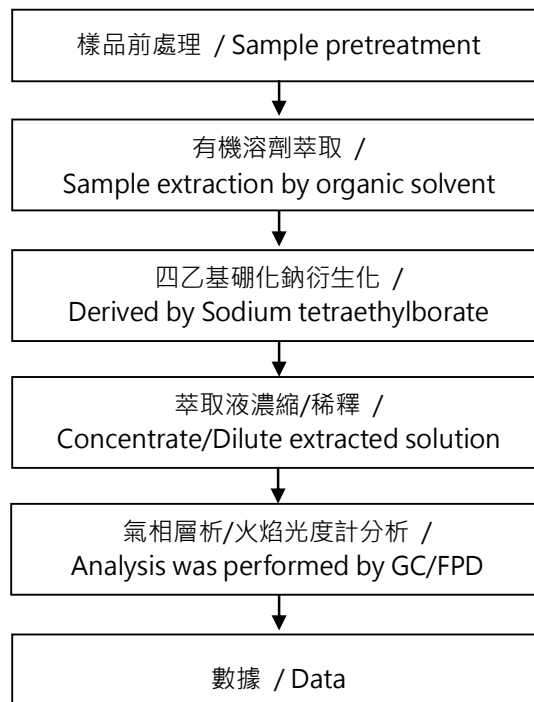 樣品前處理 / Sample pretreatment
有機溶劑萃取 /
Sample extraction by organic solvent
四乙基硼化鈉衍生化 /
Derived by Sodium tetraethylborate
萃取液濃縮/稀釋 /
Concentrate/Dilute extracted solution
氣相層析/火焰光度計分析 /
Analysis was performed by GC/FPD
數據 / Data